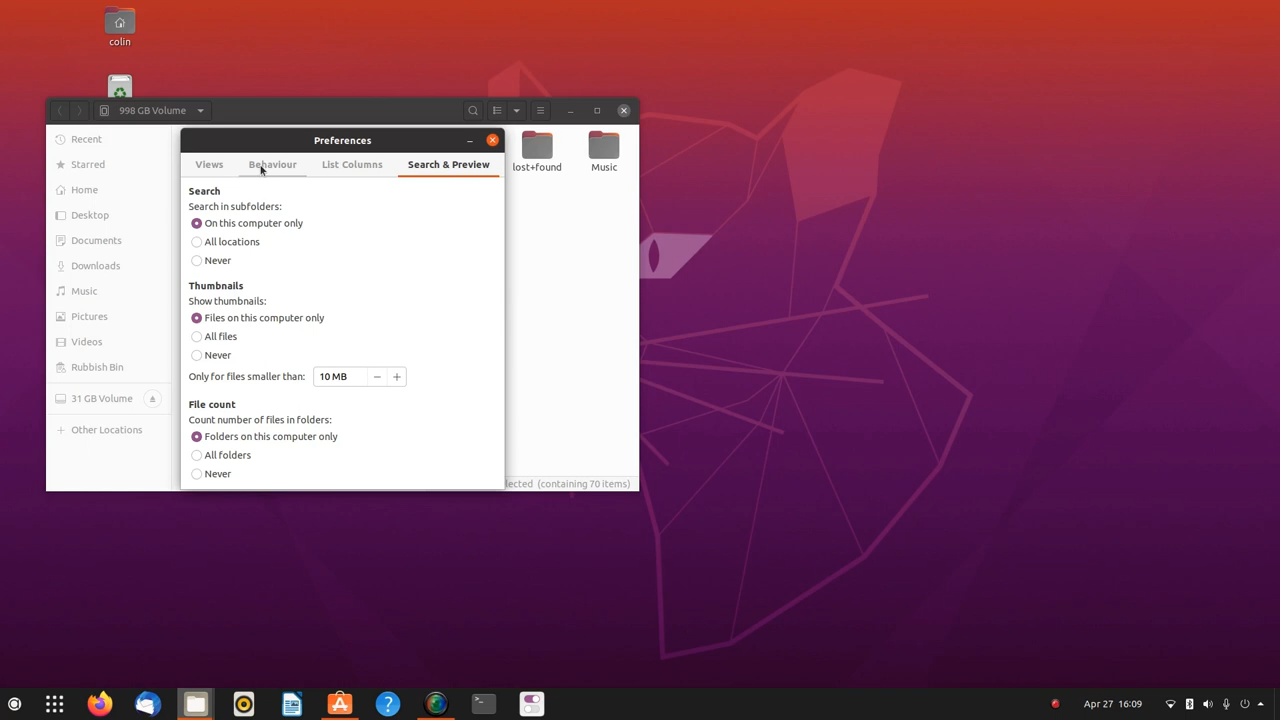 colin
998 GB Volume
Recent
Starred
Home
Desktop
Documents
Downloads
Music
Pictures
Videos
Rubbish Bin
31 GB Volume
Other Locations
Preferences
Views Behaviour List Columns Search & Preview
Search
Search in subfolders:
On this computer only
All locations
Never
Thumbnails
Show thumbnails:
Files on this computer only
All files
Never
Only for files smaller than: 10 MB
File count
Count number of files in folders:
Folders on this computer only
All folders
Never
lost+found Music
(containing 70 items)
Apr 27 16:09